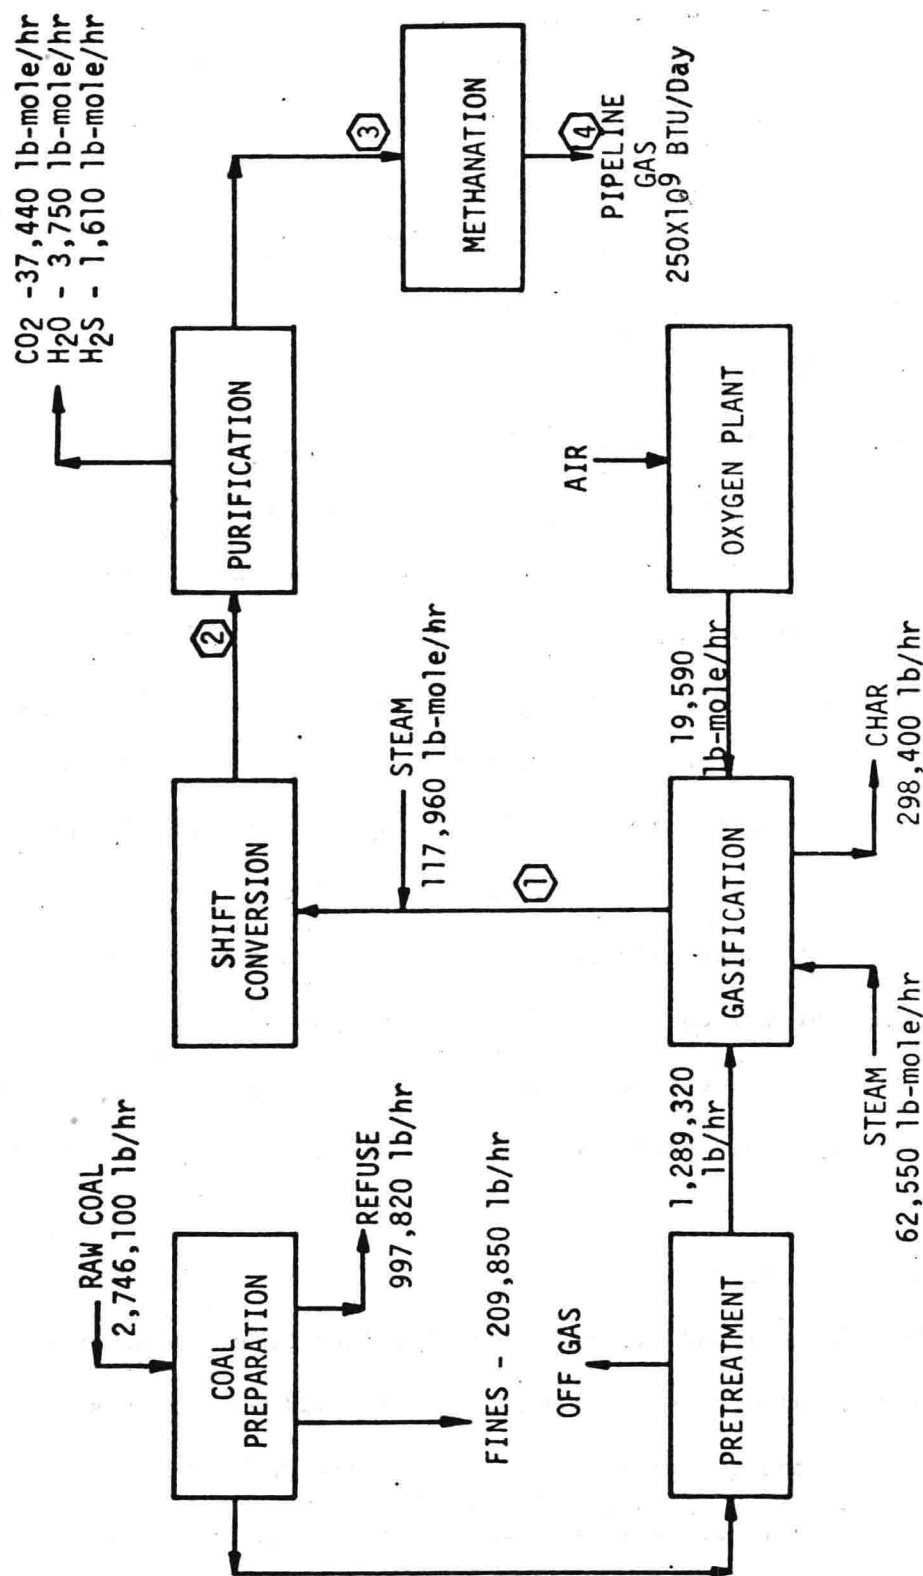 RAW COAL
2,746,100 lb/hr
COAL
PREPARATION
REFUSE
997,820 lb/hr
FINES - 209,850 lb/hr
OFF GAS
PRETREATMENT
1,289,320
lb/hr
STEAM
62,550 lb-mole/hr
GASIFICATION
CHAR
298,400 lb/hr
19,590
lb-mole/hr
OXYGEN PLANT
AIR
1
STEAM
117,960 lb-mole/hr
SHIFT
CONVERSION
2
PURIFICATION
CO2 -37,440 lb-mole/hr
H2O - 3,750 lb-mole/hr
H2S - 1,610 lb-mole/hr
3
METHANATION
4
PIPELINE
GAS
250X10⁹ BTU/Day